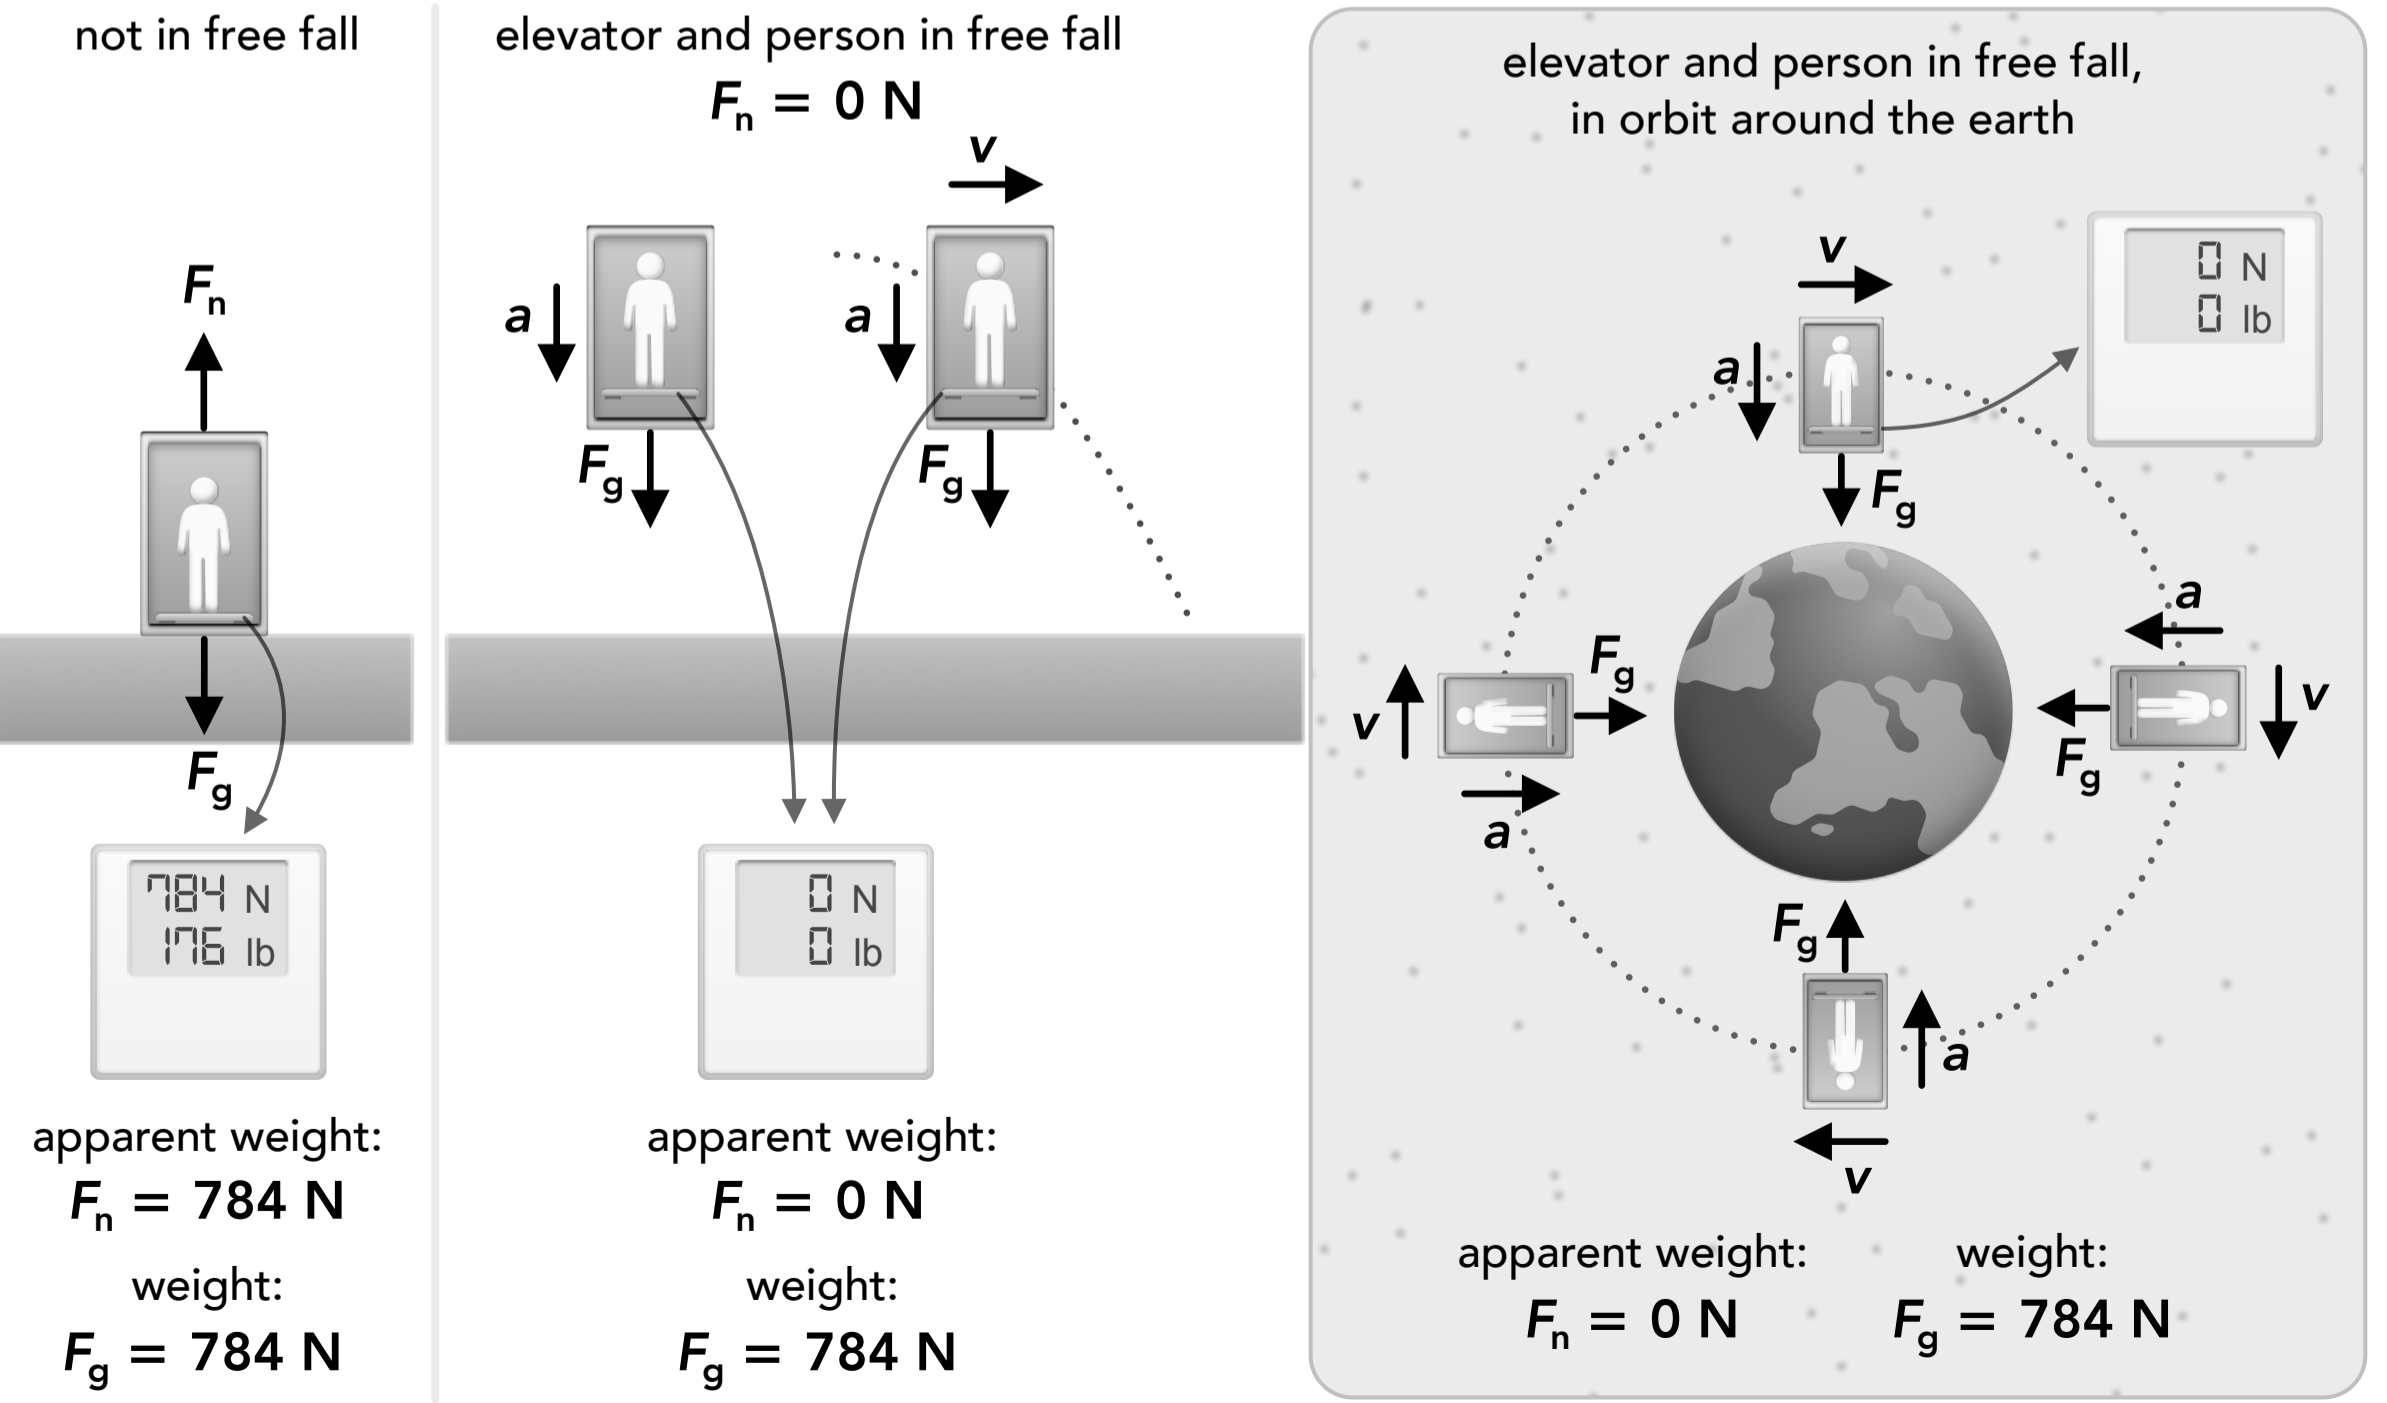 not in free fall
Fn
Fg
784 N
176 lb
apparent weight:
Fn = 784 N
weight:
Fg = 784 N
elevator and person in free fall
Fn = 0 N
v
a
a
Fg
Fg
0 N
0 lb
apparent weight:
Fn = 0 N
weight:
Fg = 784 N
elevator and person in free fall,
in orbit around the earth
v
0 N
0 lb
a
Fg
a
Fg
v
v
Fg
a
Fg
a
v
apparent weight:
Fn = 0 N
weight:
Fg = 784 N